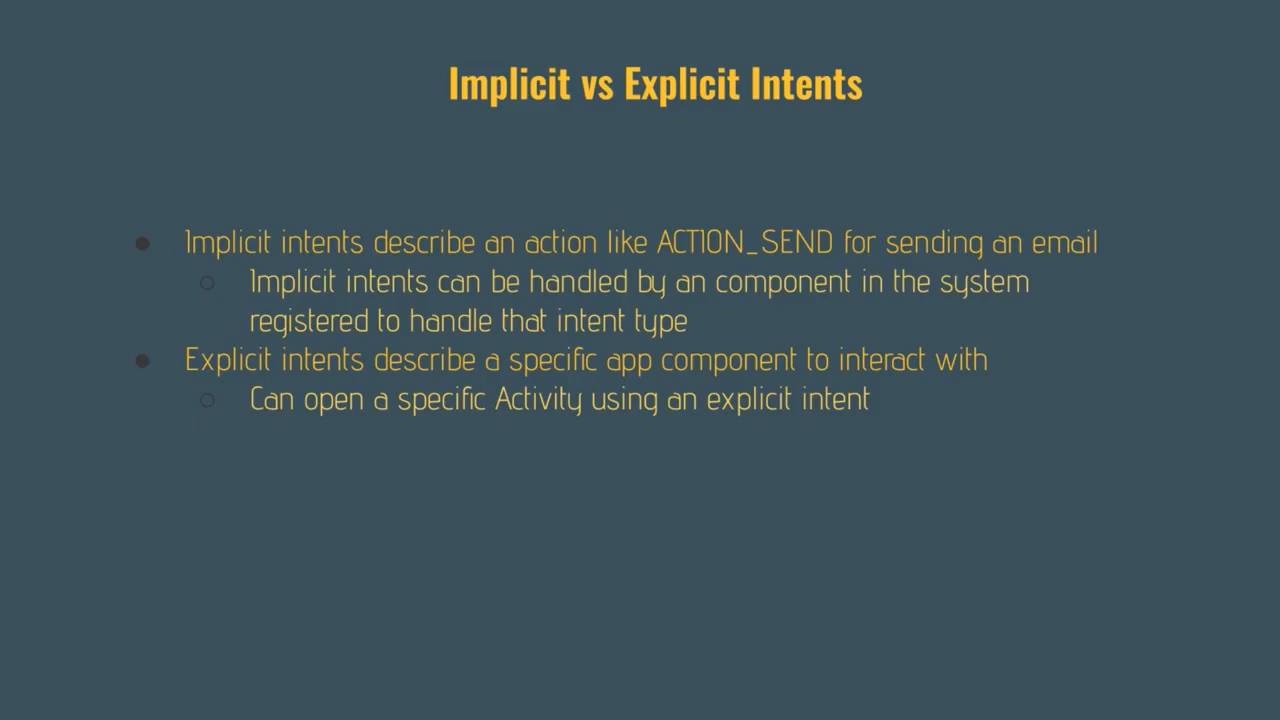 Implicit vs Explicit Intents
Implicit intents describe an action like ACTION_SEND for sending an email
Implicit intents can be handled by an component in the system
registered to handle that intent type
Explicit intents describe a specific app component to interact with
Can open a specific Activity using an explicit intent